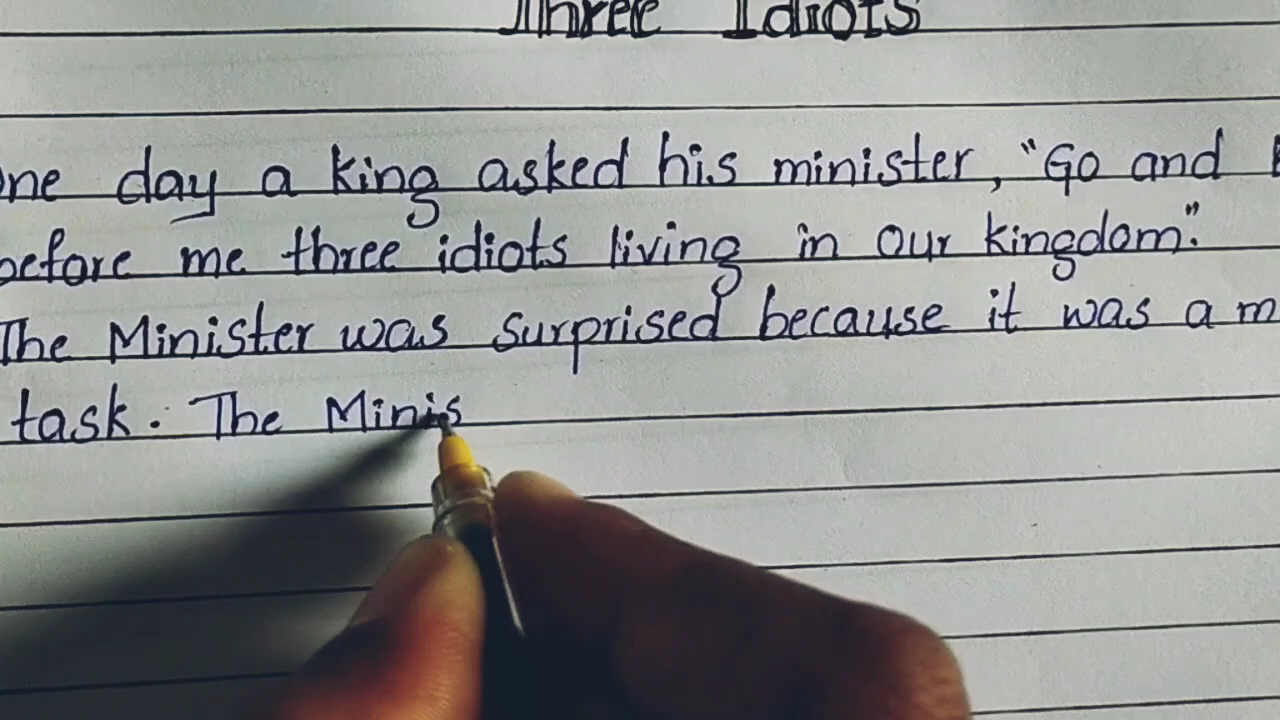 Three Idiots
One day a king asked his minister, "Go and
before me three idiots living in our kingdom."
The Minister was surprised because it was a m
task. The Minis